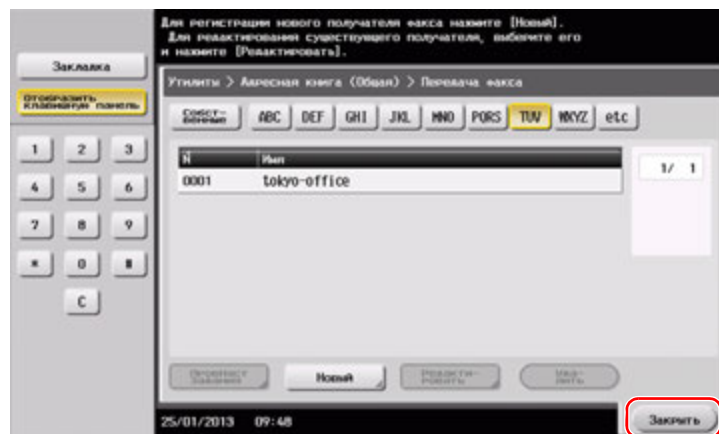 Для регистрации нового получателя факса нажмите [Новый].
Для редактирования существующего получателя, выберите его
и нажмите [Редактировать].
Закладка
Отобразить
клавишную панель
Утилиты > Адресная книга (Общая) > Передача факса
Собст-
венные
ABC DEF GHI JKL MNO PQRS TUV WXYZ etc
1 2 3
N Имя
1/ 1
0001 tokyo-office
4 5 6
7 8 9
* 0 #
C
Новый
Редакти-
ровать
Уда-
лить
25/01/2013 09:48
Закрыть